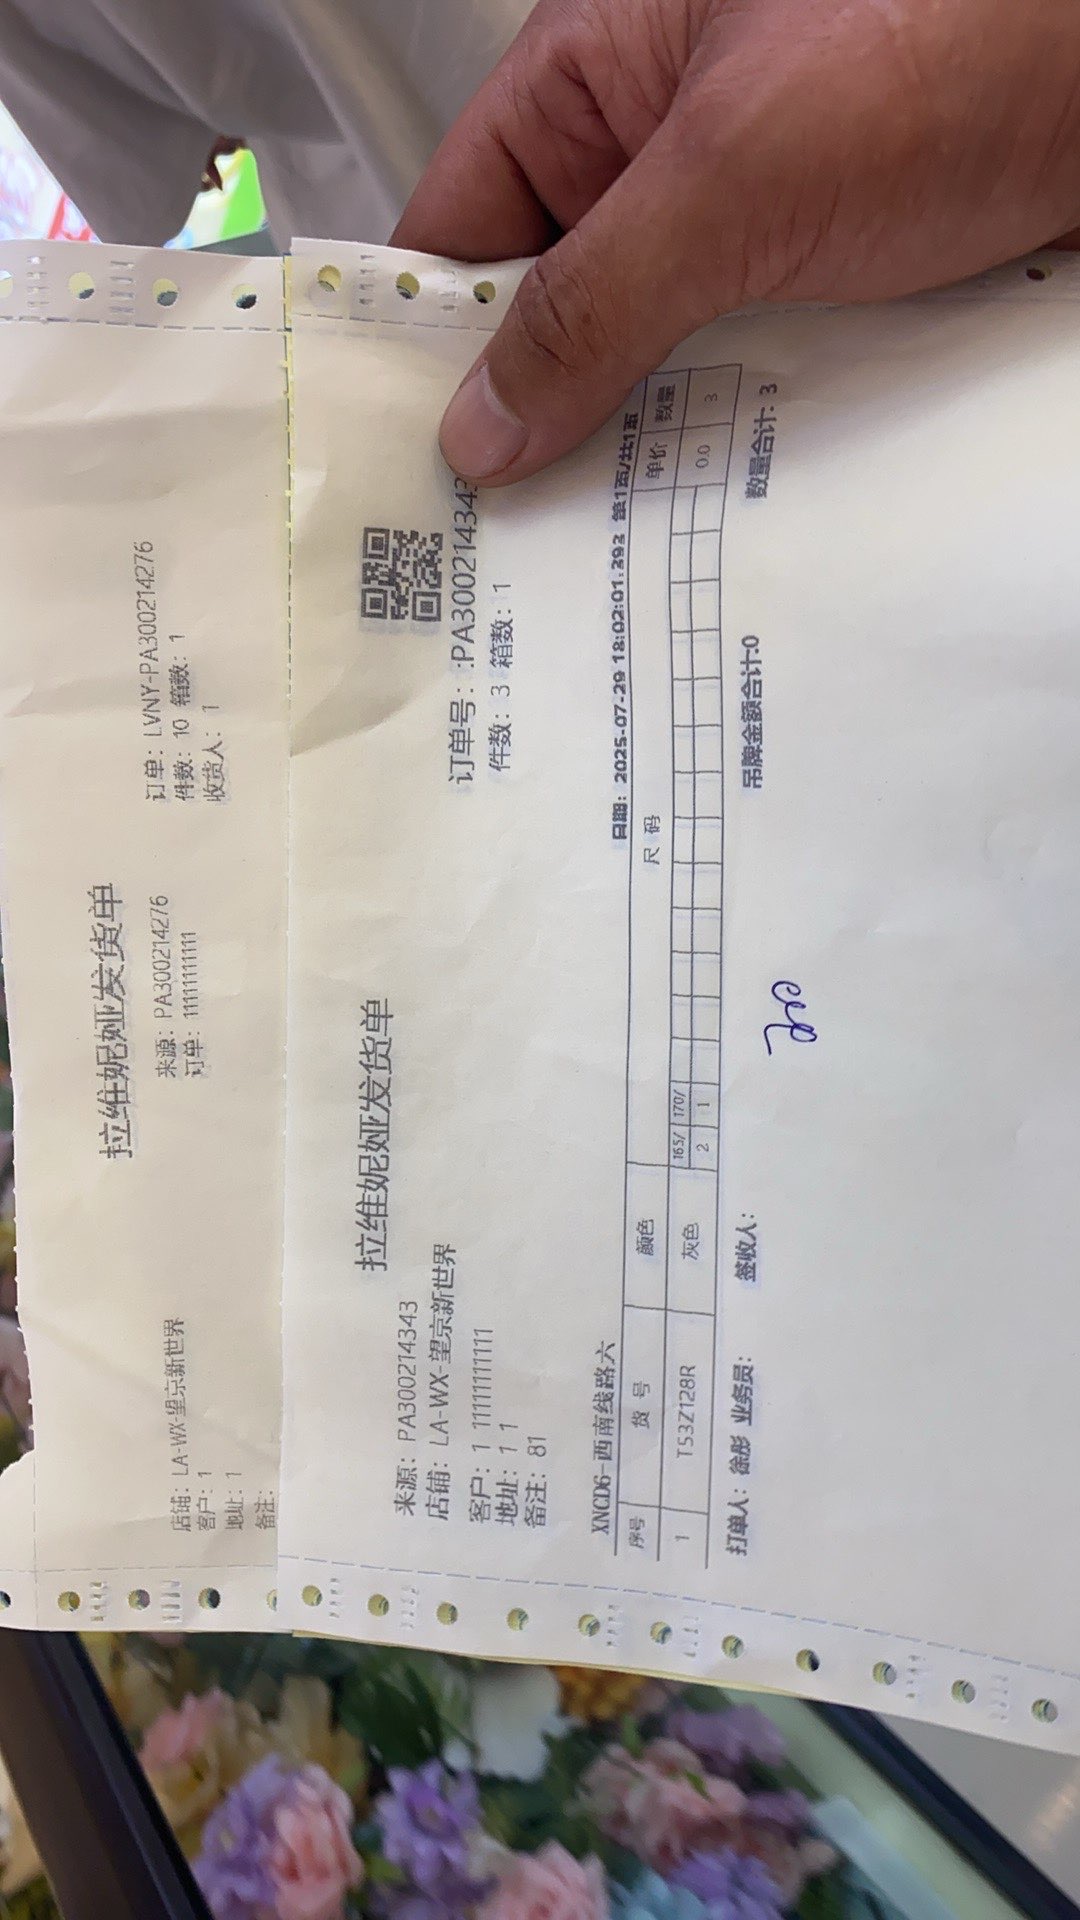 拉维妮娅发货单
店铺: LA-WX-望京新世界
来源: PA300214276
订单: LVNY-PA300214276
客户: 1
订单: 1111111111
件数: 10 箱数: 1
地址: 1
收货人: 1
备注:
拉维妮娅发货单
来源: PA300214343
店铺: LA-WX-望京新世界
订单号: :PA300214343
客户: 1 11111111111
件数: 3 箱数: 1
地址: 1 1
备注: 81
XNCD6-西南线路六 日期: 2025-07-29 18:02:01.292 第1页/共1页
序号 货 号 颜色 尺 码 单价 数量
165/ 170/
1 T53Z128R 灰色 2 1 0.0 3
打单人: 徐彤 业务员: 签收人: 吊牌金额合计:0 数量合计: 3